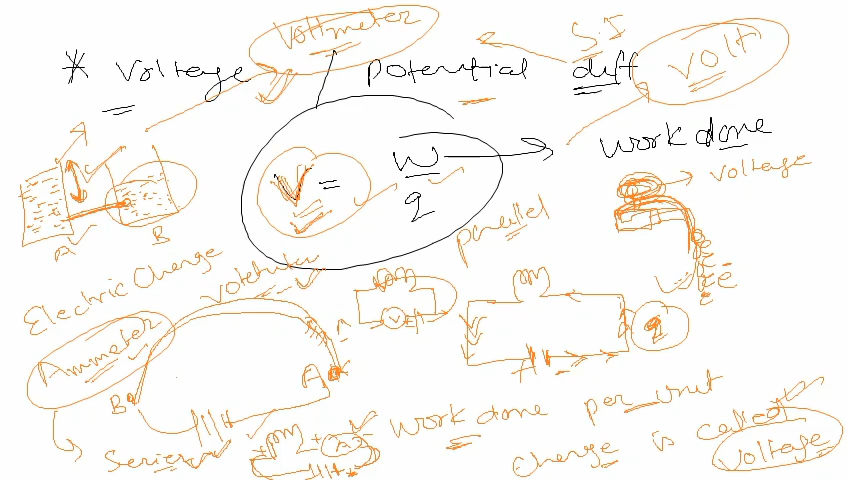 Voltmeter
S.I
* Voltage potential diff volt
V = W/q work done
A B
voltage
parallel
Electric Charge
V
q
Ammeter
A
B
work done per unit
Series A
charge is called
voltage